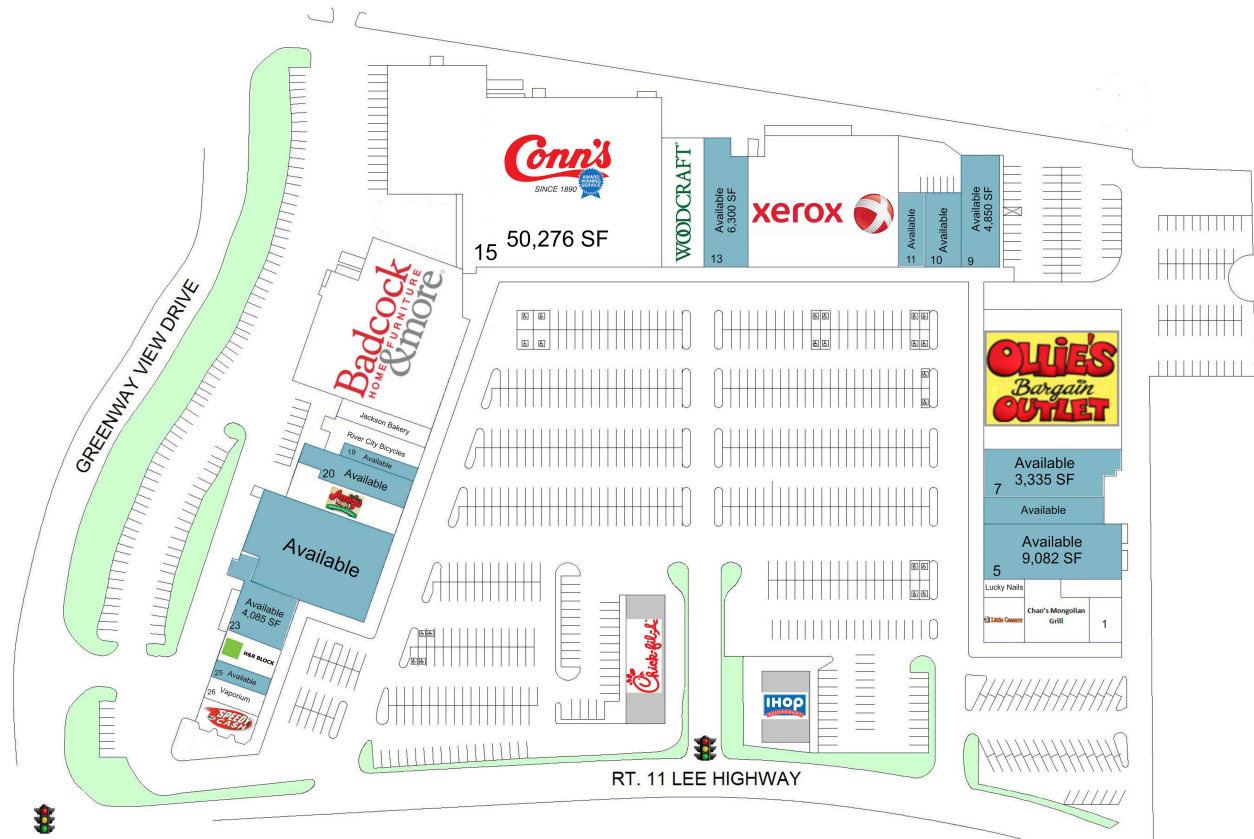 Conn's
SINCE 1890
AWARD
WINNING
SERVICE
15
50,276 SF
WOODCRAFT
Available
6,300 SF
13
xerox
Available
11
Available
10
Available
4,850 SF
9
GREENWAY VIEW DRIVE
Badcock
HOME FURNITURE
&more
Jackson Bakery
River City Bicycles
19 Available
20 Available
Available
Available
4,085 SF
23
H&R BLOCK
25 Available
26 Vaporium
SPEEDY
CASH
OLLIE'S
Bargain
OUTLET
Available
3,335 SF
7
Available
Available
9,082 SF
5
Lucky Nails
Little Caesars
Chao's Mongolian
Grill
1
Chick-fil-A
IHOP
RESTAURANT
RT. 11 LEE HIGHWAY